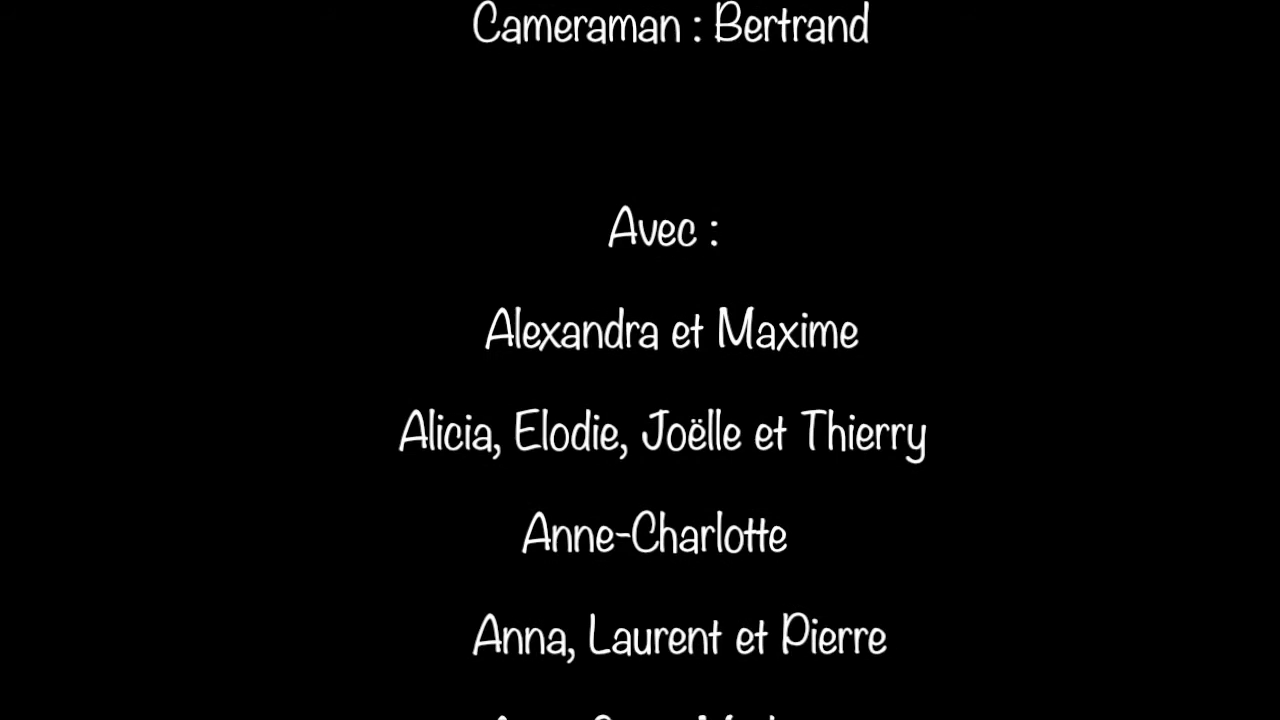 Cameraman : Bertrand
Avec :
Alexandra et Maxime
Alicia, Elodie, Joëlle et Thierry
Anne-Charlotte
Anna, Laurent et Pierre